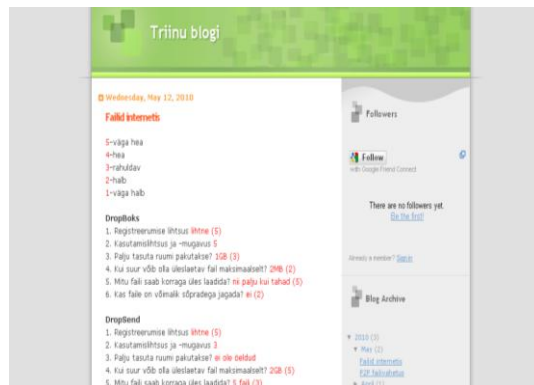 Triinu blogi
Wednesday, May 12, 2010
Failid internetis
5-väga hea
4-hea
3-rahuldav
2-halb
1-väga halb
DropBoks
1. Registreerumise lihtsus lihtne (5)
2. Kasutamislihtsus ja -mugavus 5
3. Palju tasuta ruumi pakutakse? 1GB (3)
4. Kui suur võib olla üleslaetav fail maksimaalselt? 2MB (2)
5. Mitu faili saab korraga üles laadida? nii palju kui tahad (5)
6. Kas faile on võimalik sõpradega jagada? ei (2)
DropSend
1. Registreerumise lihtsus lihtne (5)
2. Kasutamislihtsus ja -mugavus 3
3. Palju tasuta ruumi pakutakse? ei ole öeldud
4. Kui suur võib olla üleslaetav fail maksimaalselt? 2GB (5)
5. Mitu faili saab korraga üles laadida? 5 faili (3)
Followers
Follow
with Google Friend Connect
There are no followers yet.
Be the first!
Already a member? Sign in
Blog Archive
▼ 2010 (3)
▼ May (2)
Failid internetis
P2P failivahetus
April (1)